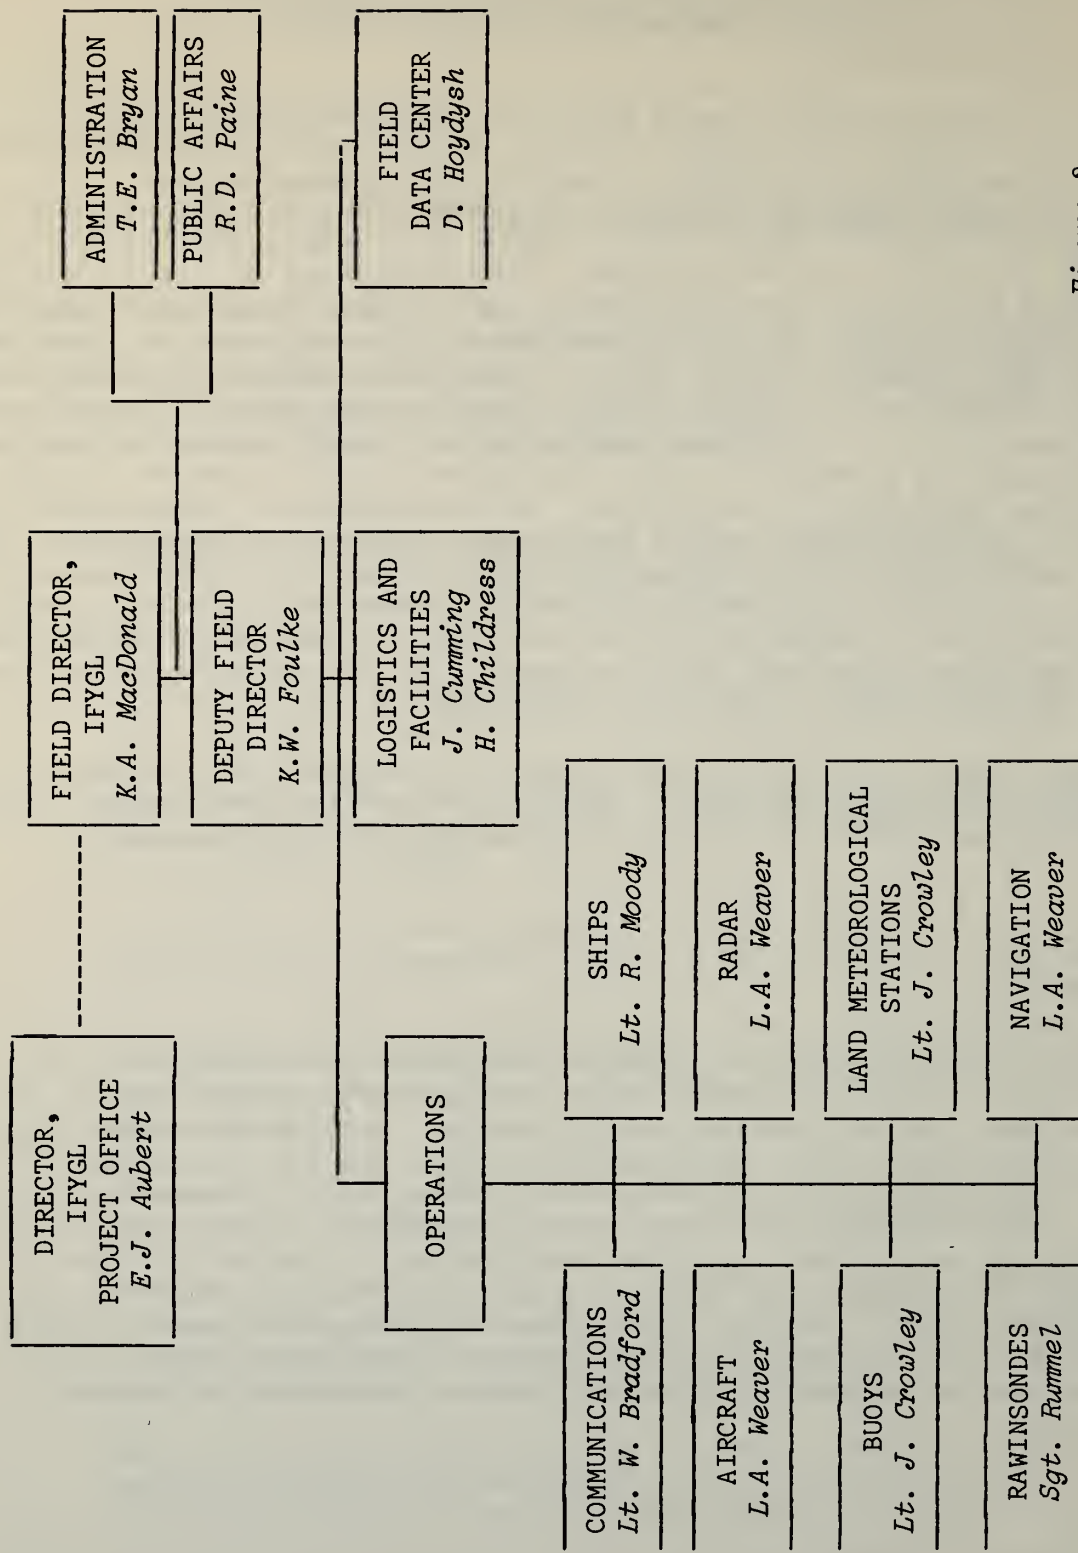 DIRECTOR,
IFYGL
PROJECT OFFICE
E.J. Aubert
FIELD DIRECTOR,
IFYGL
K.A. MacDonald
ADMINISTRATION
T.E. Bryan
PUBLIC AFFAIRS
R.D. Paine
DEPUTY FIELD
DIRECTOR
K.W. Foulke
OPERATIONS
LOGISTICS AND
FACILITIES
J. Cumming
H. Childress
FIELD
DATA CENTER
D. Hoydysh
COMMUNICATIONS
Lt. W. Bradford
SHIPS
Lt. R. Moody
AIRCRAFT
L.A. Weaver
RADAR
L.A. Weaver
BUOYS
Lt. J. Crowley
LAND METEOROLOGICAL
STATIONS
Lt. J. Crowley
RAWINSONDES
Sgt. Rummel
NAVIGATION
L.A. Weaver